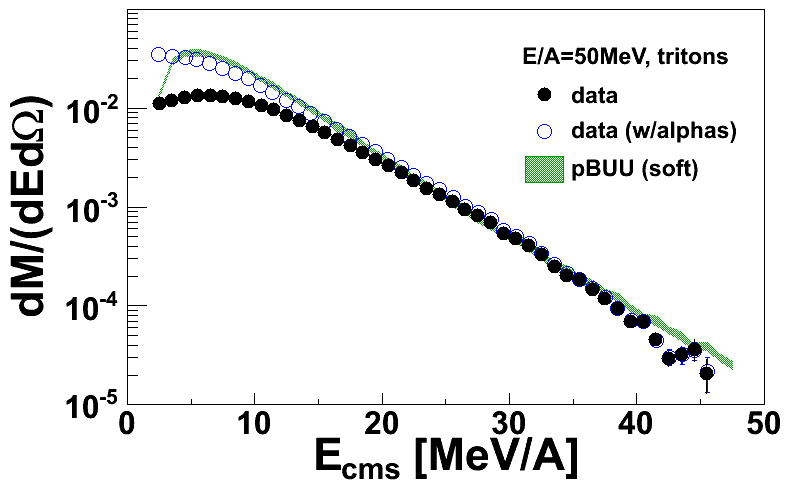 E/A=50MeV, tritons
data
data (w/alphas)
pBUU (soft)
dM/(dEdΩ)
10⁻²
10⁻³
10⁻⁴
10⁻⁵
0 10 20 30 40 50
E_cms [MeV/A]